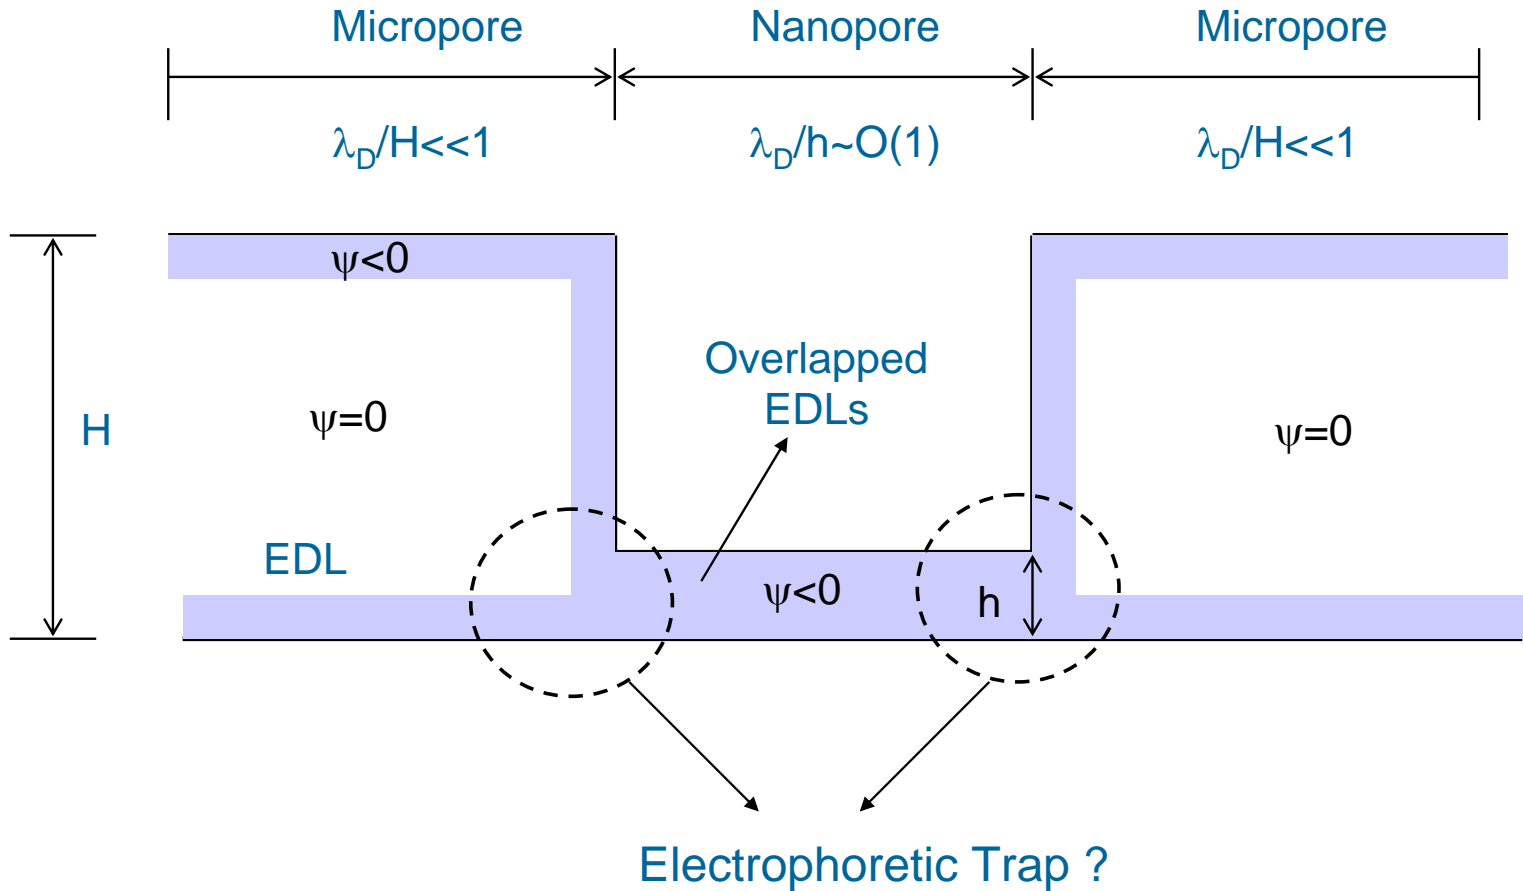 Micropore
Nanopore
Micropore
λD/H<<1
λD/h~O(1)
λD/H<<1
ψ<0
Overlapped
EDLs
ψ=0
ψ=0
H
EDL
ψ<0
h
Electrophoretic Trap ?